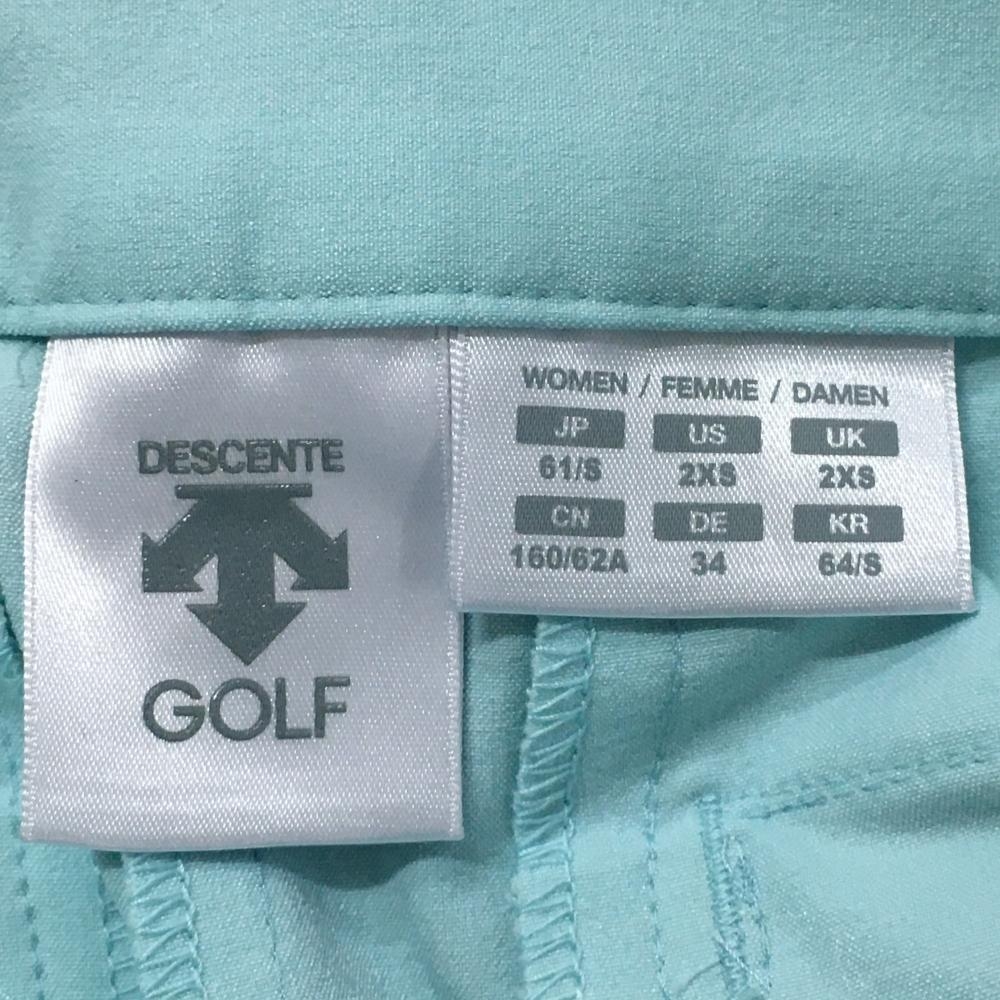 DESCENTE
GOLF
WOMEN / FEMME / DAMEN
JP US UK
61/S 2XS 2XS
CN DE KR
160/62A 34 64/S